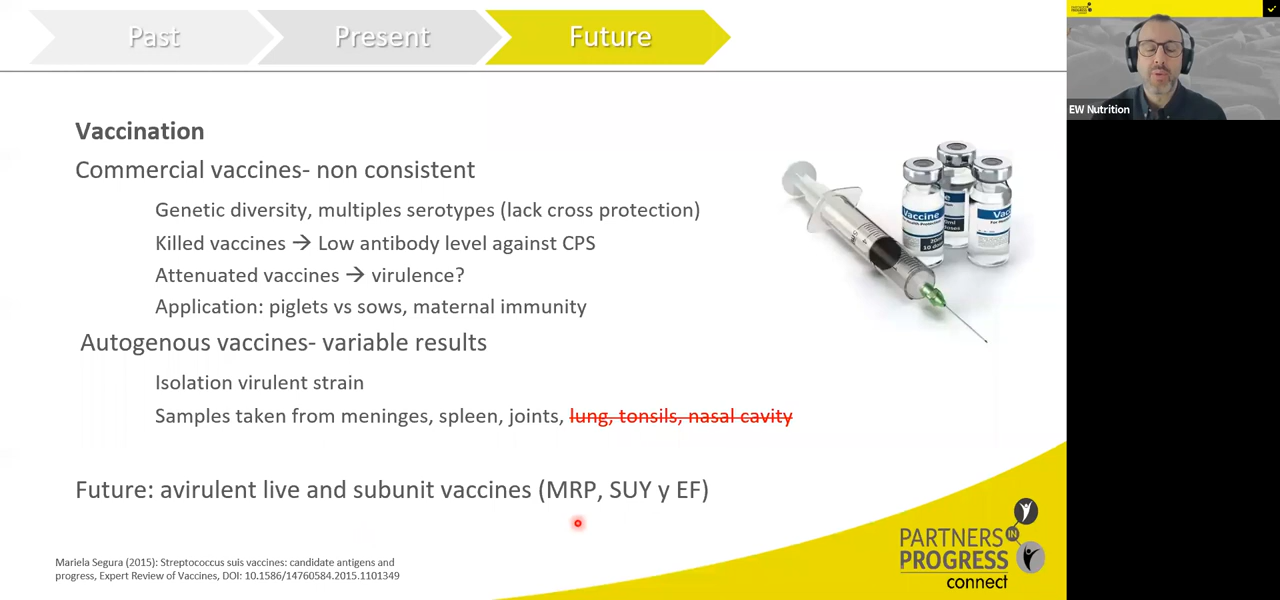 Past
Present
Future
PARTNERS
PROGRESS
EW Nutrition
Vaccination
Commercial vaccines- non consistent
Genetic diversity, multiples serotypes (lack cross protection)
Killed vaccines → Low antibody level against CPS
Attenuated vaccines → virulence?
Application: piglets vs sows, maternal immunity
Vaccine
Autogenous vaccines- variable results
Isolation virulent strain
Samples taken from meninges, spleen, joints, lung, tonsils, nasal cavity
Future: avirulent live and subunit vaccines (MRP, SUY y EF)
Mariela Segura (2015): Streptococcus suis vaccines: candidate antigens and
progress, Expert Review of Vaccines, DOI: 10.1586/14760584.2015.1101349
PARTNERS IN
PROGRESS
connect